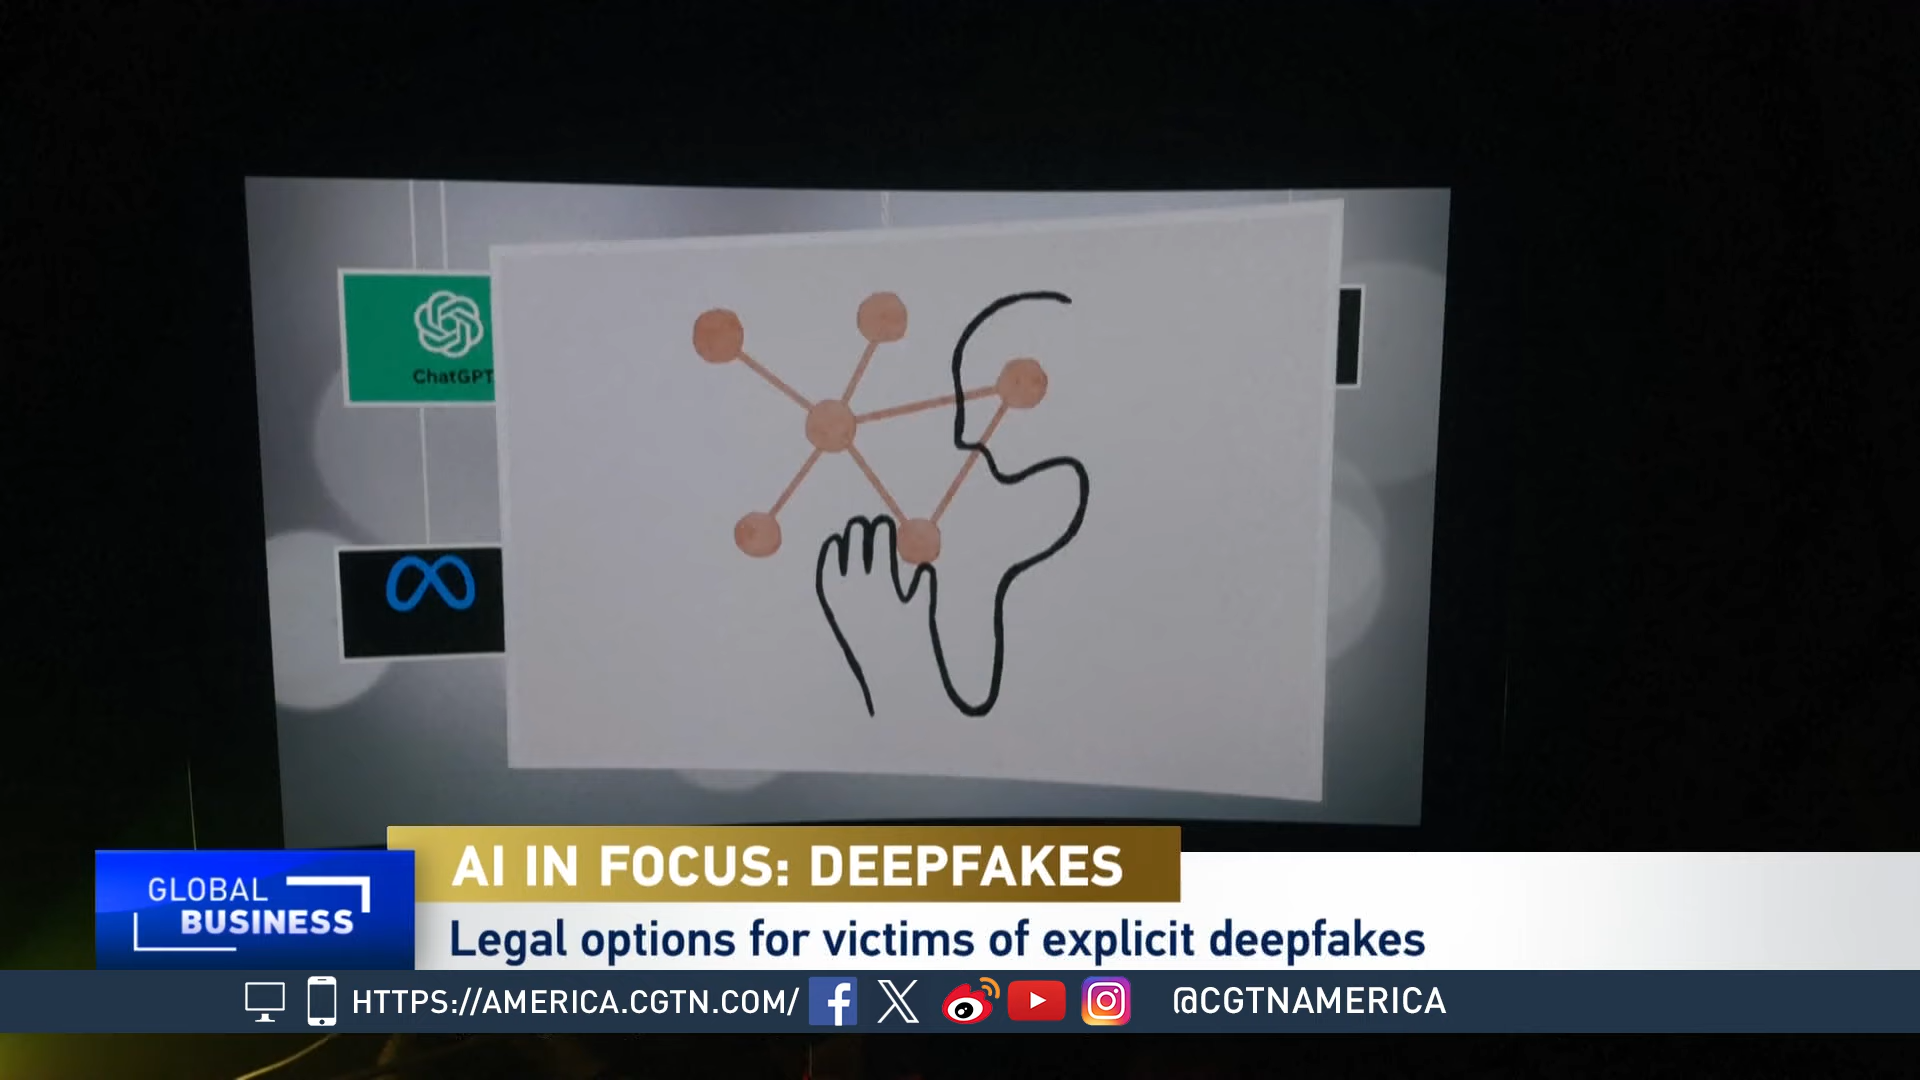 ChatGPT
AI IN FOCUS: DEEPFAKES
GLOBAL
BUSINESS
Legal options for victims of explicit deepfakes
HTTPS://AMERICA.CGTN.COM/
@CGTNAMERICA